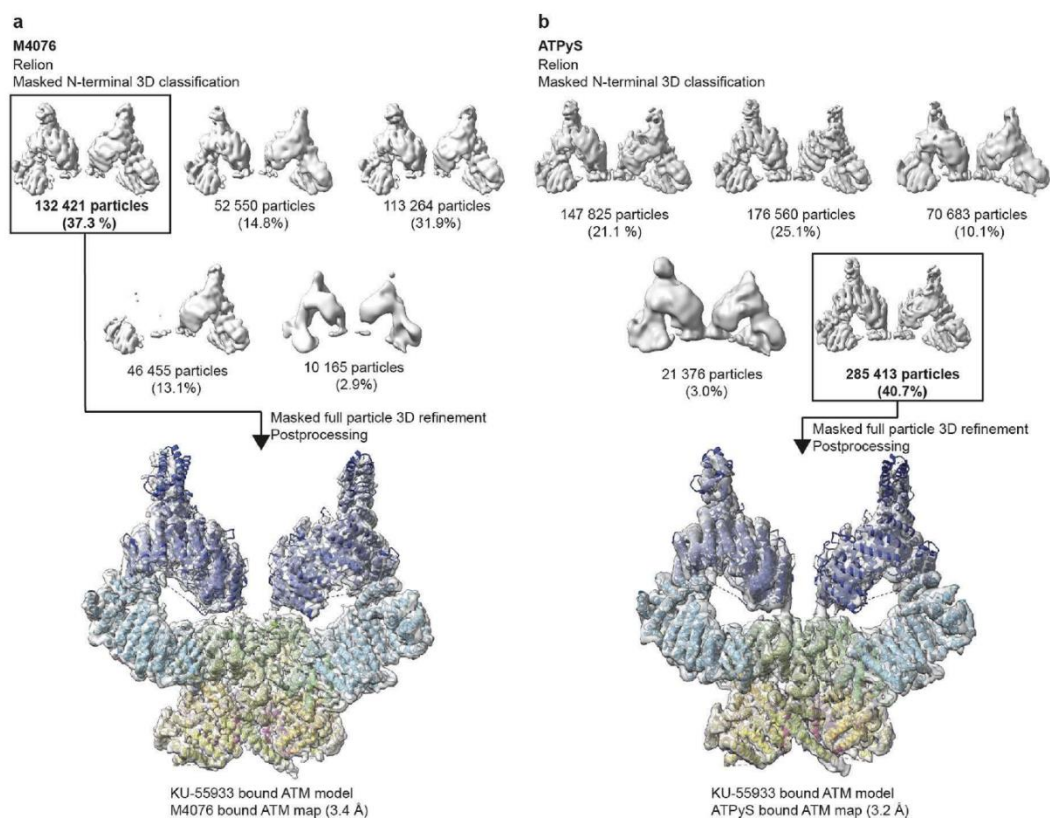 a
M4076
Relion
Masked N-terminal 3D classification
132 421 particles
(37.3 %)
52 550 particles
(14.8%)
113 264 particles
(31.9%)
46 455 particles
(13.1%)
10 165 particles
(2.9%)
Masked full particle 3D refinement
Postprocessing
KU-55933 bound ATM model
M4076 bound ATM map (3.4 Å)
b
ATPyS
Relion
Masked N-terminal 3D classification
147 825 particles
(21.1 %)
176 560 particles
(25.1%)
70 683 particles
(10.1%)
21 376 particles
(3.0%)
285 413 particles
(40.7%)
Masked full particle 3D refinement
Postprocessing
KU-55933 bound ATM model
ATPyS bound ATM map (3.2 Å)